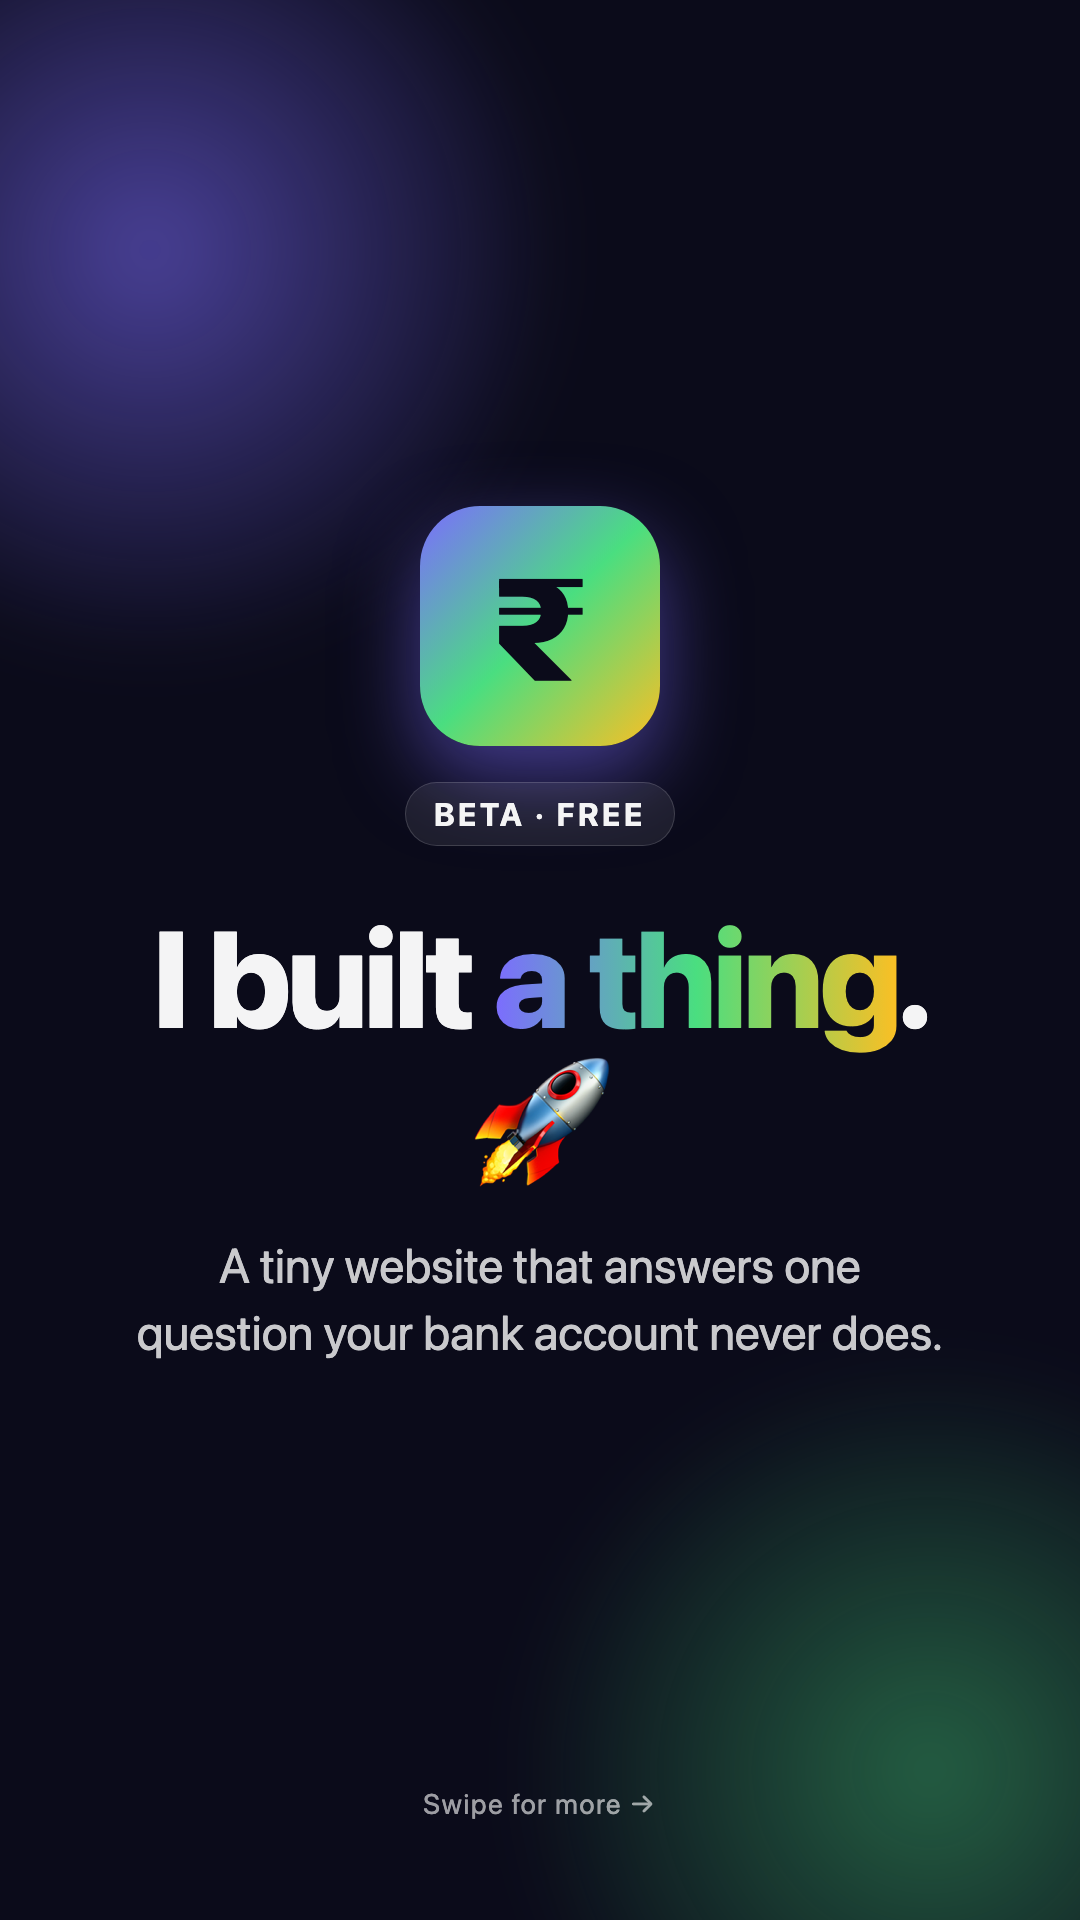 ₹
BETA · FREE
I built a thing.
🚀
A tiny website that answers one
question your bank account never does.
Swipe for more →